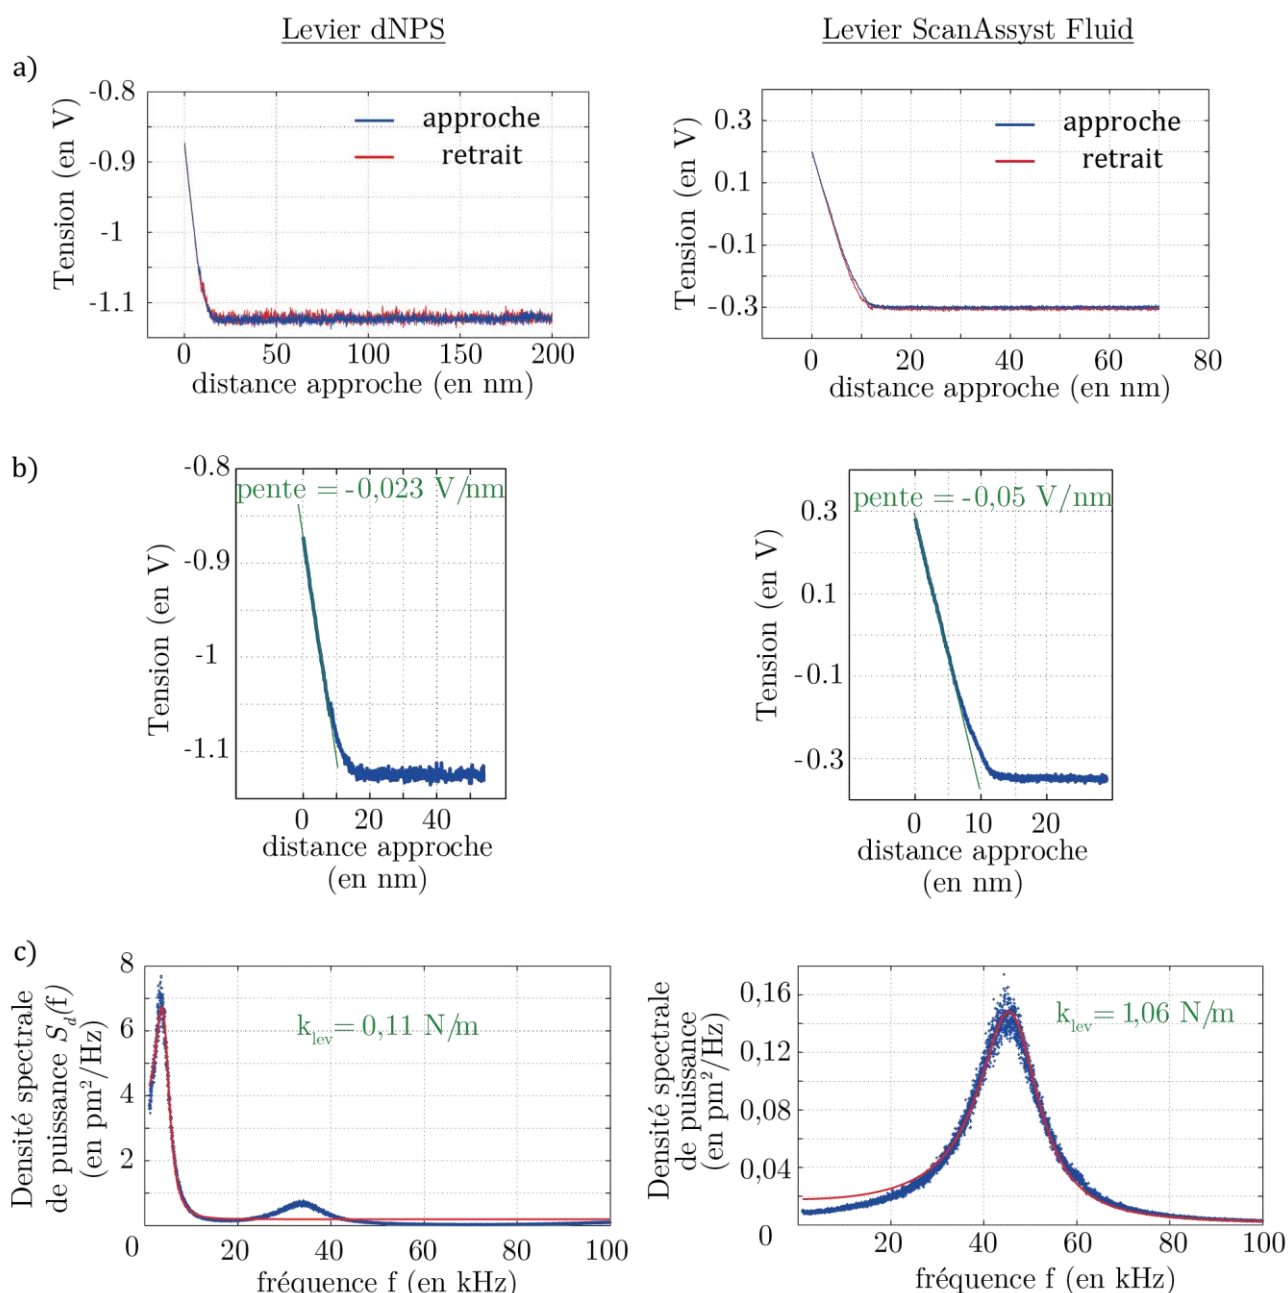 Levier dNPS
Levier ScanAssyst Fluid
a)
Tension (en V)
-0.8
-0.9
-1
-1.1
approche
retrait
0 50 100 150 200
distance approche (en nm)
Tension (en V)
0.3
0.1
-0.1
-0.3
approche
retrait
0 20 40 60 80
distance approche (en nm)
b)
Tension (en V)
-0.8
-0.9
-1
-1.1
pente = -0,023 V/nm
0 20 40
distance approche
(en nm)
Tension (en V)
0.3
0.1
-0.1
-0.3
pente = -0,05 V/nm
0 10 20
distance approche
(en nm)
c)
Densité spectrale
de puissance S_d(f)
(en pm²/Hz)
8
6
4
2
0
k_lev = 0,11 N/m
20 40 60 80 100
fréquence f (en kHz)
Densité spectrale
de puissance
(en pm²/Hz)
0,16
0,12
0,08
0,04
0
k_lev = 1,06 N/m
20 40 60 80 100
fréquence f (en kHz)